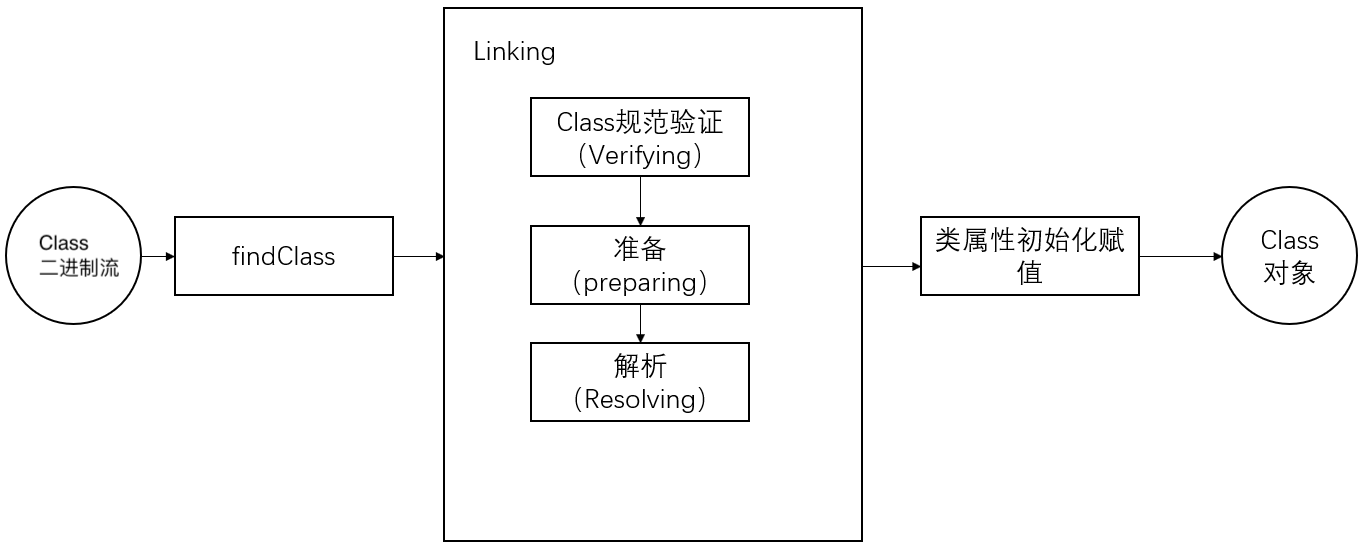 Class
二进制流
findClass
Linking
Class规范验证
（Verifying）
准备
（preparing）
解析
（Resolving）
类属性初始化赋
值
Class
对象